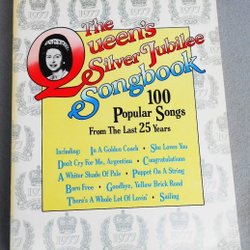 The
Queen's
Silver Jubilee
Songbook
100
Popular Songs
From The Last 25 Years
Including: In A Golden Coach • She Loves You
Don't Cry For Me, Argentina • Congratulations
A Whiter Shade Of Pale • Puppet On A String
Born Free • Goodbye, Yellow Brick Road
There's A Whole Lot Of Lovin' • Sailing